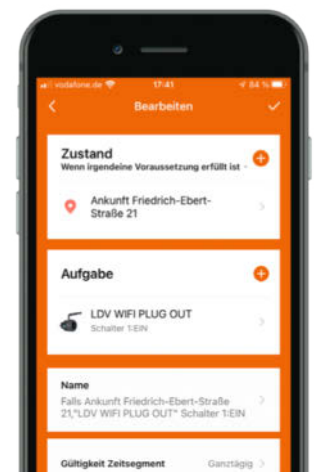 vodafone.de
17:41
84 %
Bearbeiten
Zustand
Wenn irgendeine Voraussetzung erfüllt ist
Ankunft Friedrich-Ebert-
Straße 21
Aufgabe
LDV WIFI PLUG OUT
Schalter 1:EIN
Name
Falls Ankunft Friedrich-Ebert-Straße
21,"LDV WIFI PLUG OUT" Schalter 1:EIN
Gültigkeit Zeitsegment
Ganztägig